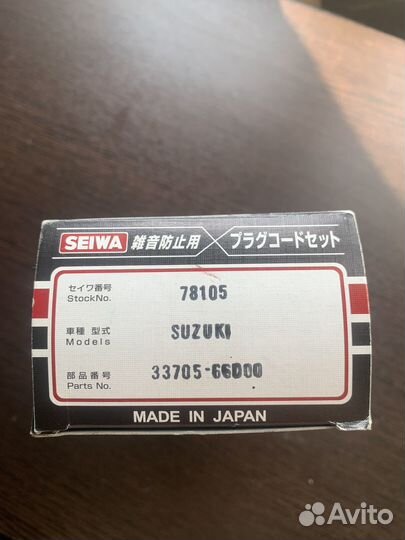 SEIWA 雑音防止用 プラグコードセット
セイワ番号
StockNo. 78105
車種 型式
Models SUZUKI
部品番号
Parts No. 33705-66D00
MADE IN JAPAN
Avito